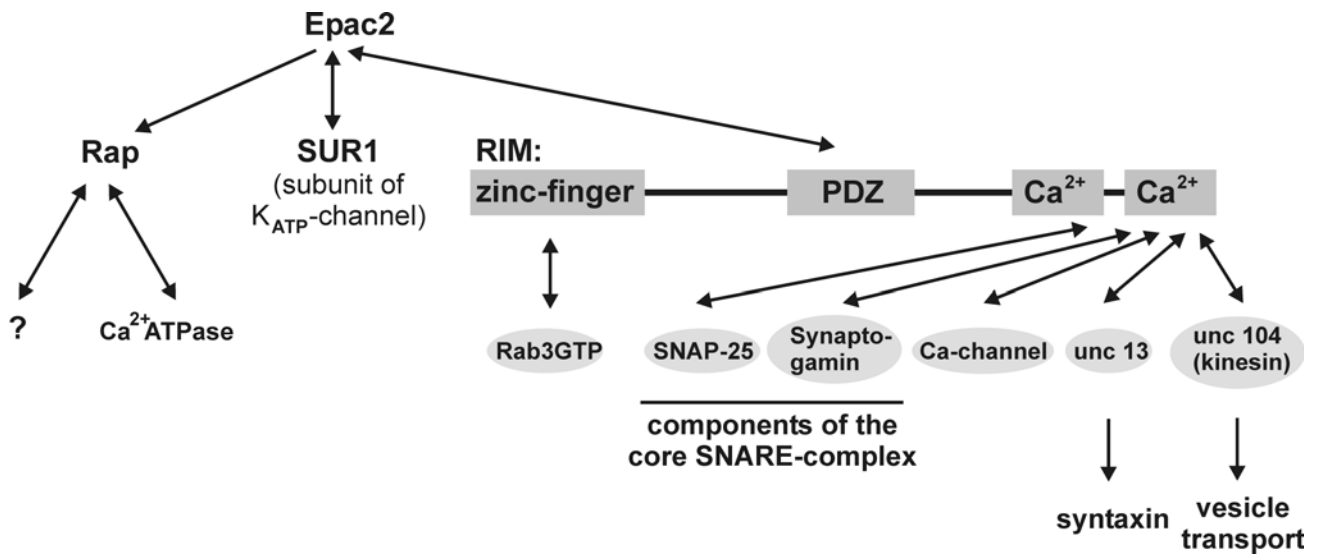 Epac2
Rap
SUR1
(subunit of
K_ATP-channel)
RIM:
zinc-finger
PDZ
Ca²⁺
Ca²⁺
?
Ca²⁺ATPase
Rab3GTP
SNAP-25
Synapto-
gamin
Ca-channel
unc 13
unc 104
(kinesin)
components of the
core SNARE-complex
syntaxin
vesicle
transport